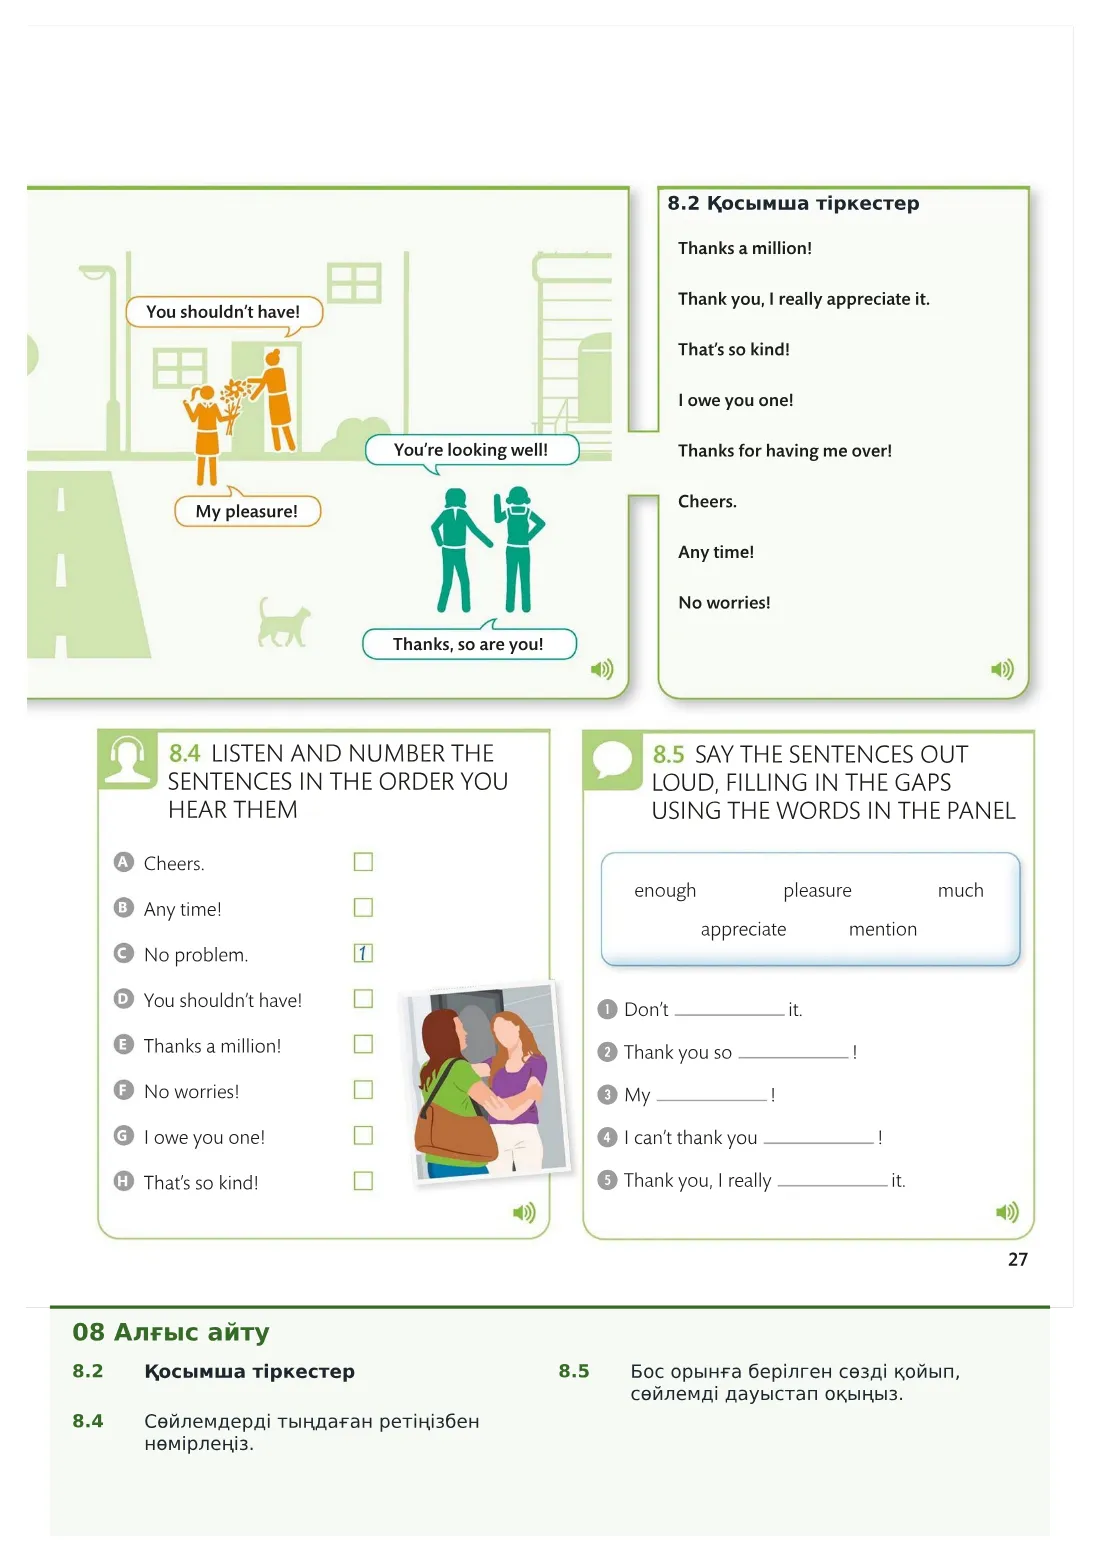 You shouldn't have!
My pleasure!
You're looking well!
Thanks, so are you!
8.2 Қосымша тіркестер
Thanks a million!
Thank you, I really appreciate it.
That's so kind!
I owe you one!
Thanks for having me over!
Cheers.
Any time!
No worries!
8.4 LISTEN AND NUMBER THE
SENTENCES IN THE ORDER YOU
HEAR THEM
A Cheers.
B Any time!
C No problem. 1
D You shouldn't have!
E Thanks a million!
F No worries!
G I owe you one!
H That's so kind!
8.5 SAY THE SENTENCES OUT
LOUD, FILLING IN THE GAPS
USING THE WORDS IN THE PANEL
enough pleasure much
appreciate mention
1 Don't ____________ it.
2 Thank you so ____________ !
3 My ____________ !
4 I can't thank you ____________ !
5 Thank you, I really ____________ it.
27
08 Алғыс айту
8.2 Қосымша тіркестер
8.4 Сөйлемдерді тыңдаған ретіңізбен
нөмірлеңіз.
8.5 Бос орынға берілген сөзді қойып,
сөйлемді дауыстап оқыңыз.